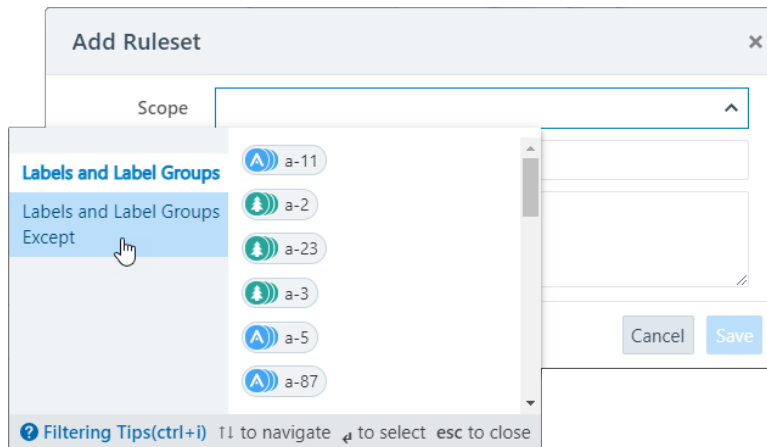 Add Ruleset
×
Scope
Labels and Label Groups
Labels and Label Groups
Except
a-11
a-2
a-23
a-3
a-5
a-87
Cancel
Save
Filtering Tips(ctrl+i) ↑↓ to navigate ↲ to select esc to close